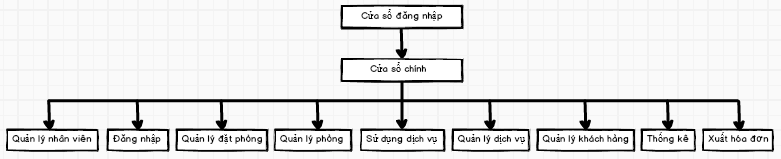 Cửa sổ đăng nhập
Cửa sổ chính
Quản lý nhân viên
Đăng nhập
Quản lý đặt phòng
Quản lý phòng
Sử dụng dịch vụ
Quản lý dịch vụ
Quản lý khách hàng
Thống kê
Xuất hóa đơn